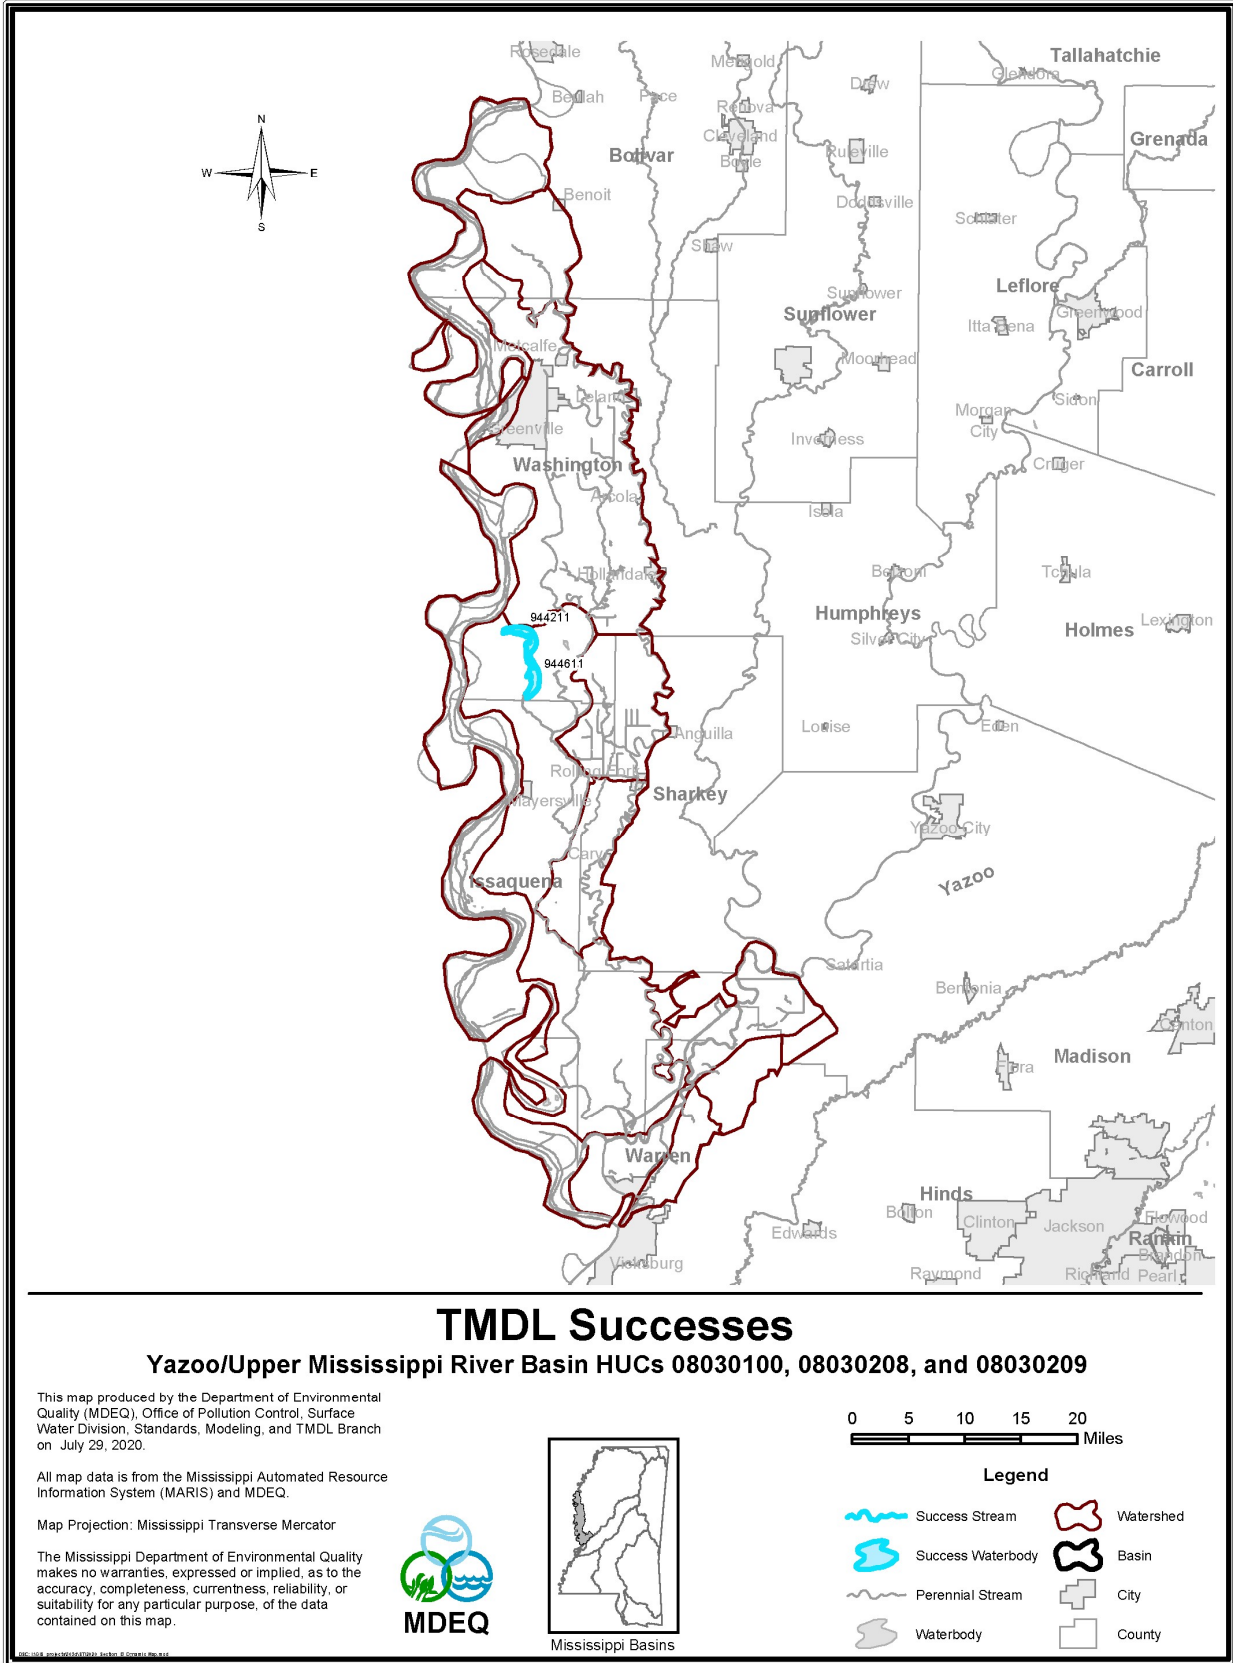 Rosedale
Merigold
Tallahatchie
Glendora
Drew
Beulah
Pace
Renova
Cleveland
Grenada
Bolivar
Boyle
Ruleville
N
W
E
S
Benoit
Doddsville
Schlater
Shaw
Sunflower
Leflore
Sunflower
Greenwood
Itta Bena
Metcalfe
Moorhead
Carroll
Leland
Sidon
Morgan
City
Greenville
Inverness
Washington
Cruger
Arcola
Isola
Hollandale
Belzoni
Tchula
944211
Humphreys
Lexington
Holmes
Silver City
944611
Louise
Eden
Anguilla
Rolling Fork
Sharkey
Mayersville
Yazoo City
Cary
Issaquena
Yazoo
Satartia
Bentonia
Canton
Madison
Flora
Warren
Hinds
Bolton
Clinton
Jackson
Flowood
Edwards
Rankin
Brandon
Vicksburg
Raymond
Richland
Pearl
TMDL Successes
Yazoo/Upper Mississippi River Basin HUCs 08030100, 08030208, and 08030209
This map produced by the Department of Environmental
Quality (MDEQ), Office of Pollution Control, Surface
Water Division, Standards, Modeling, and TMDL Branch
on July 29, 2020.
All map data is from the Mississippi Automated Resource
Information System (MARIS) and MDEQ.
Map Projection: Mississippi Transverse Mercator
The Mississippi Department of Environmental Quality
makes no warranties, expressed or implied, as to the
accuracy, completeness, currentness, reliability, or
suitability for any particular purpose, of the data
contained on this map.
MDEQ
Mississippi Basins
0 5 10 15 20
Miles
Legend
Success Stream
Watershed
Success Waterbody
Basin
Perennial Stream
City
Waterbody
County